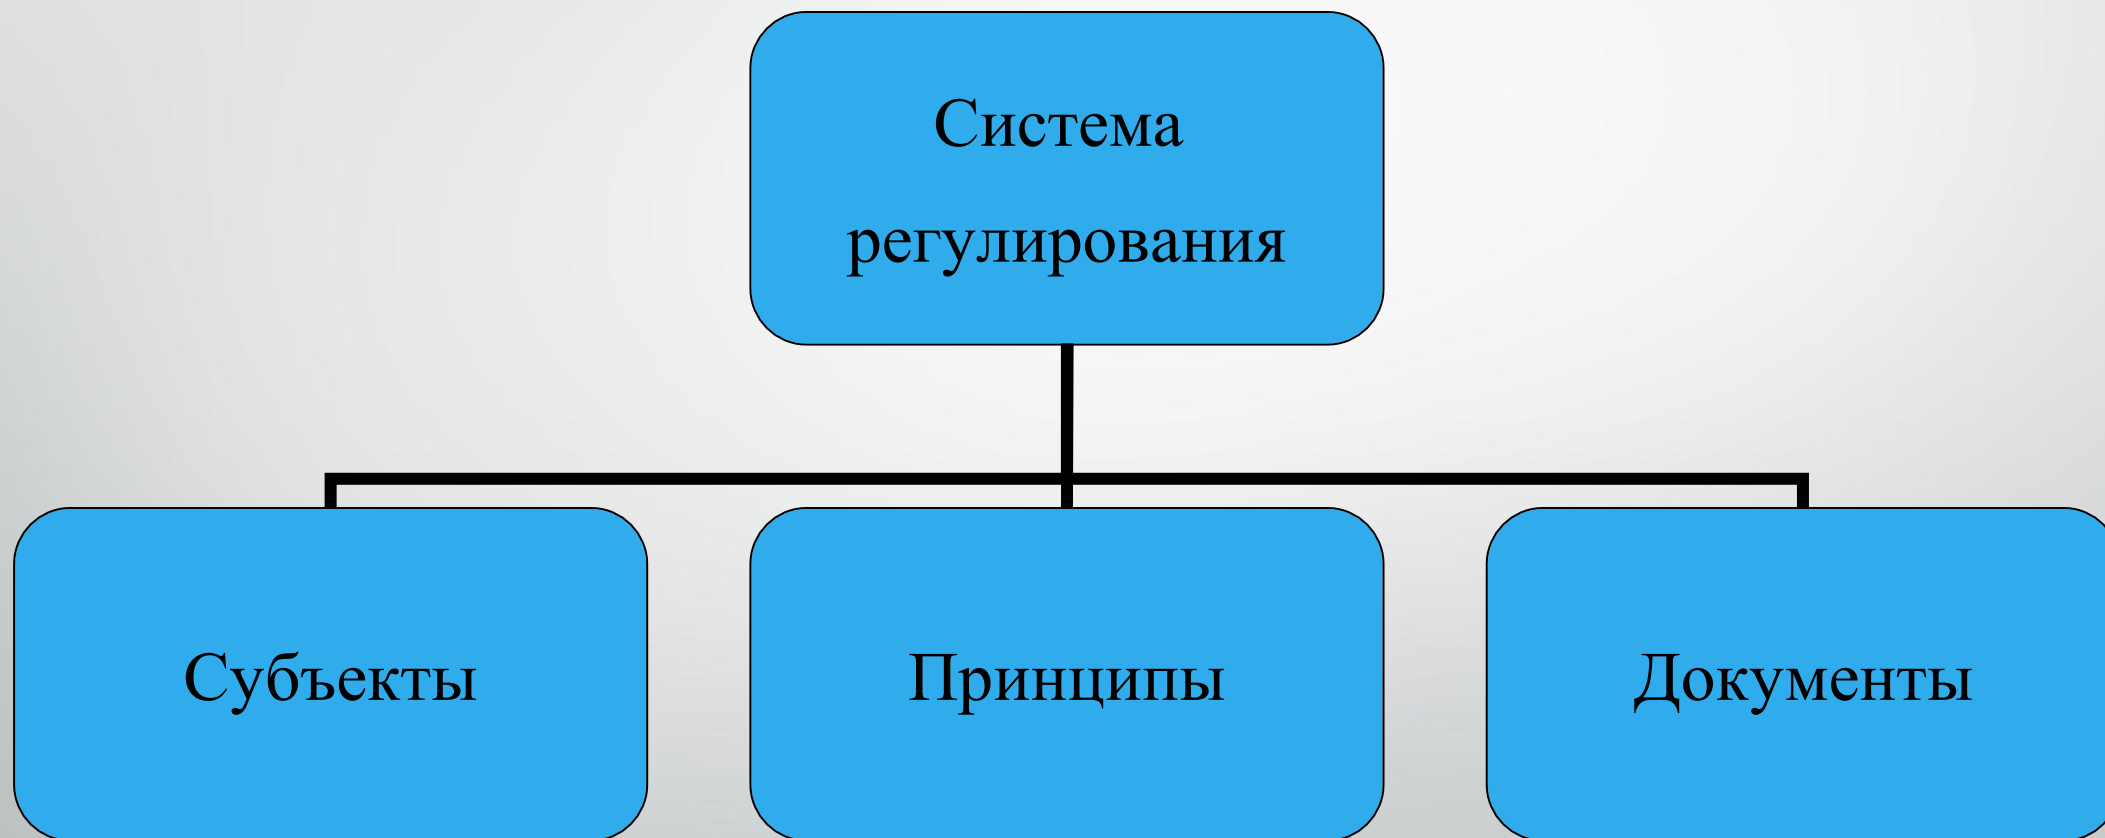 Система
регулирования
Субъекты
Принципы
Документы